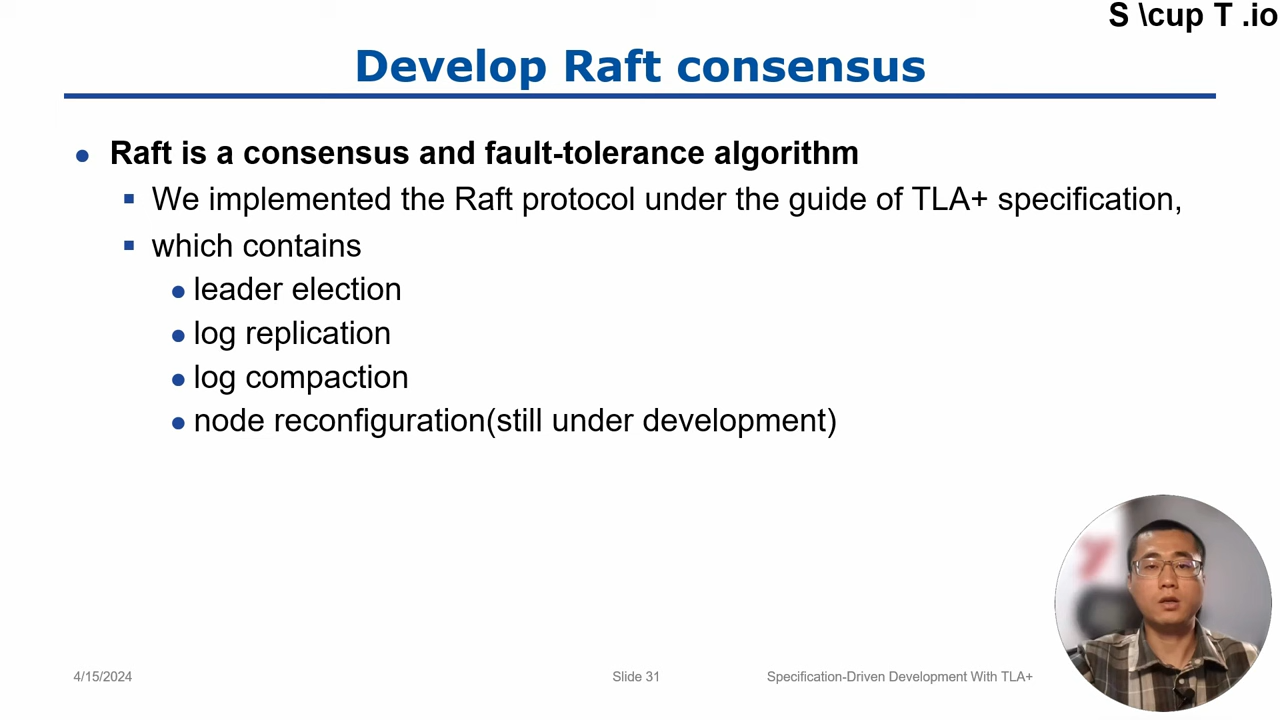 S \cup T .io
Develop Raft consensus
Raft is a consensus and fault-tolerance algorithm
We implemented the Raft protocol under the guide of TLA+ specification,
which contains
leader election
log replication
log compaction
node reconfiguration(still under development)
4/15/2024
Slide 31
Specification-Driven Development With TLA+